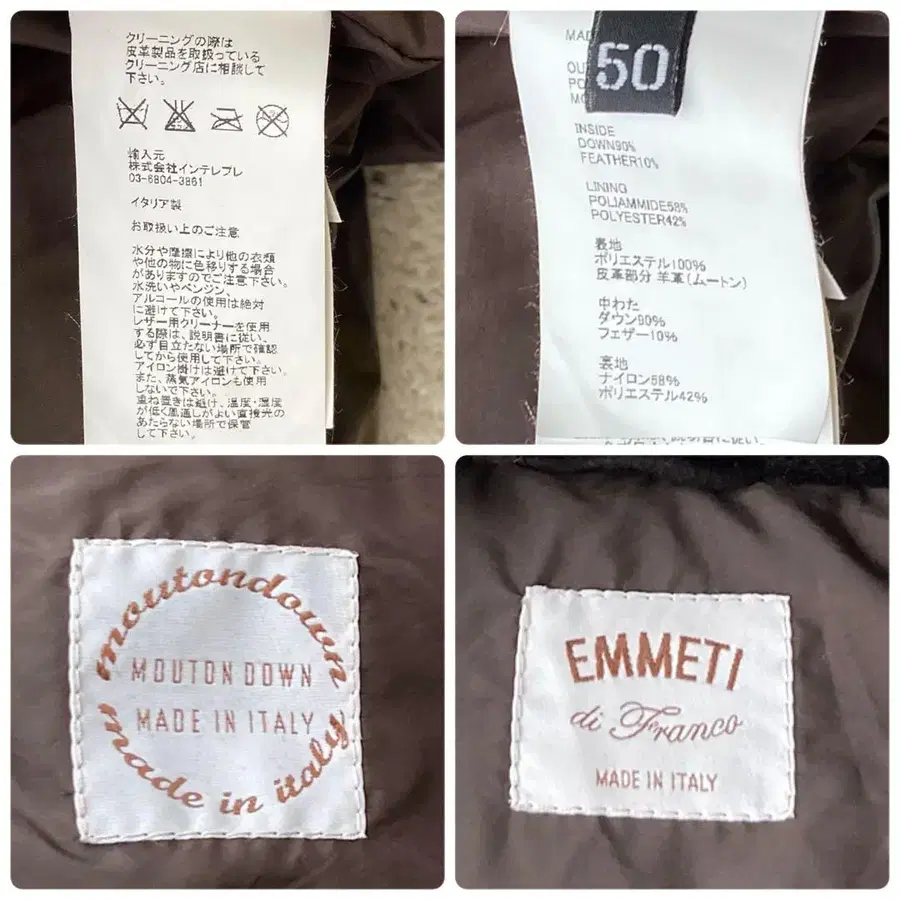 クリーニングの際は
皮革製品を取扱っている
クリーニング店に相談して
下さい。
輸入元
株式会社インテレプレ
03-6804-3861
イタリア製
お取扱い上のご注意
水分や摩擦により他の衣類
や他の物に色移りする場合
がありますのでご注意下さい。
水洗いやベンジン、
アルコールの使用は絶対
に避けて下さい。
レザー用クリーナーを使用
する際は、説明書に従い、
必ず目立たない場所で確認
してから使用して下さい。
アイロン掛けは避けて下さい。
また、蒸気アイロンも使用
しないで下さい。
重ね置きは避け、温度・湿度
が低く風通しがよい直接光の
あたらない場所で保管
して下さい。
50
INSIDE
DOWN90%
FEATHER10%
LINING
POLIAMMIDE58%
POLYESTER42%
表地
ポリエステル100%
皮革部分 羊革(ムートン)
中わた
ダウン90%
フェザー10%
裏地
ナイロン58%
ポリエステル42%
moutondown
MOUTON DOWN
MADE IN ITALY
made in italy
EMMETI
di Franco
MADE IN ITALY